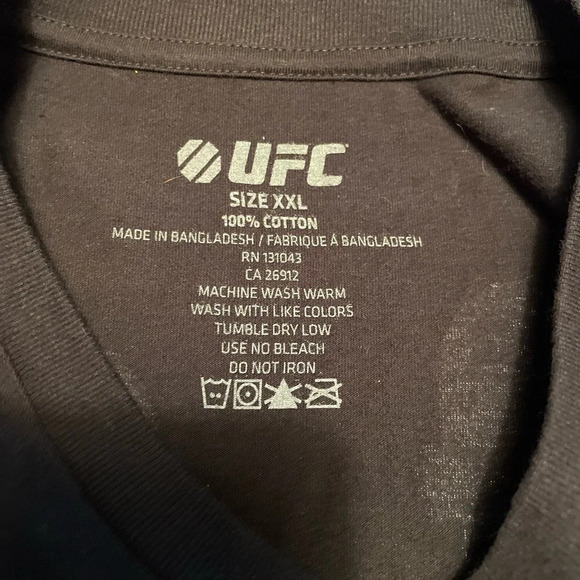 UFC
SIZE XXL
100% COTTON
MADE IN BANGLADESH / FABRIQUE À BANGLADESH
RN 131043
CA 26912
MACHINE WASH WARM
WASH WITH LIKE COLORS
TUMBLE DRY LOW
USE NO BLEACH
DO NOT IRON